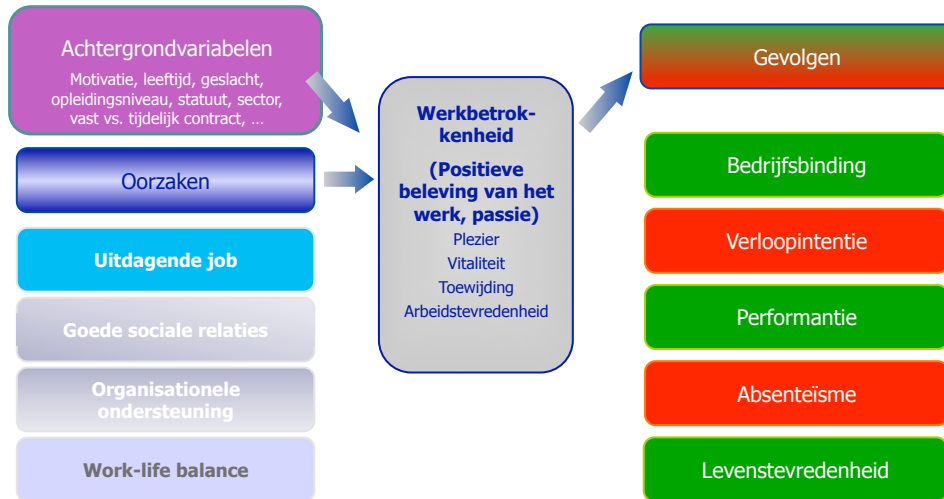 Achtergrondvariabelen
Motivatie, leeftijd, geslacht,
opleidingsniveau, statuut, sector,
vast vs. tijdelijk contract, ...
Oorzaken
Uitdagende job
Goede sociale relaties
Organisationele
ondersteuning
Work-life balance
Werkbetrok-
kenheid
(Positieve
beleving van het
werk, passie)
Plezier
Vitaliteit
Toewijding
Arbeidstevredenheid
Gevolgen
Bedrijfsbinding
Verloopintentie
Performantie
Absenteïsme
Levenstevredenheid